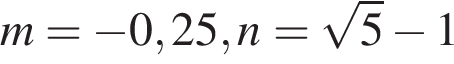 m = −0,25, n = √5 − 1